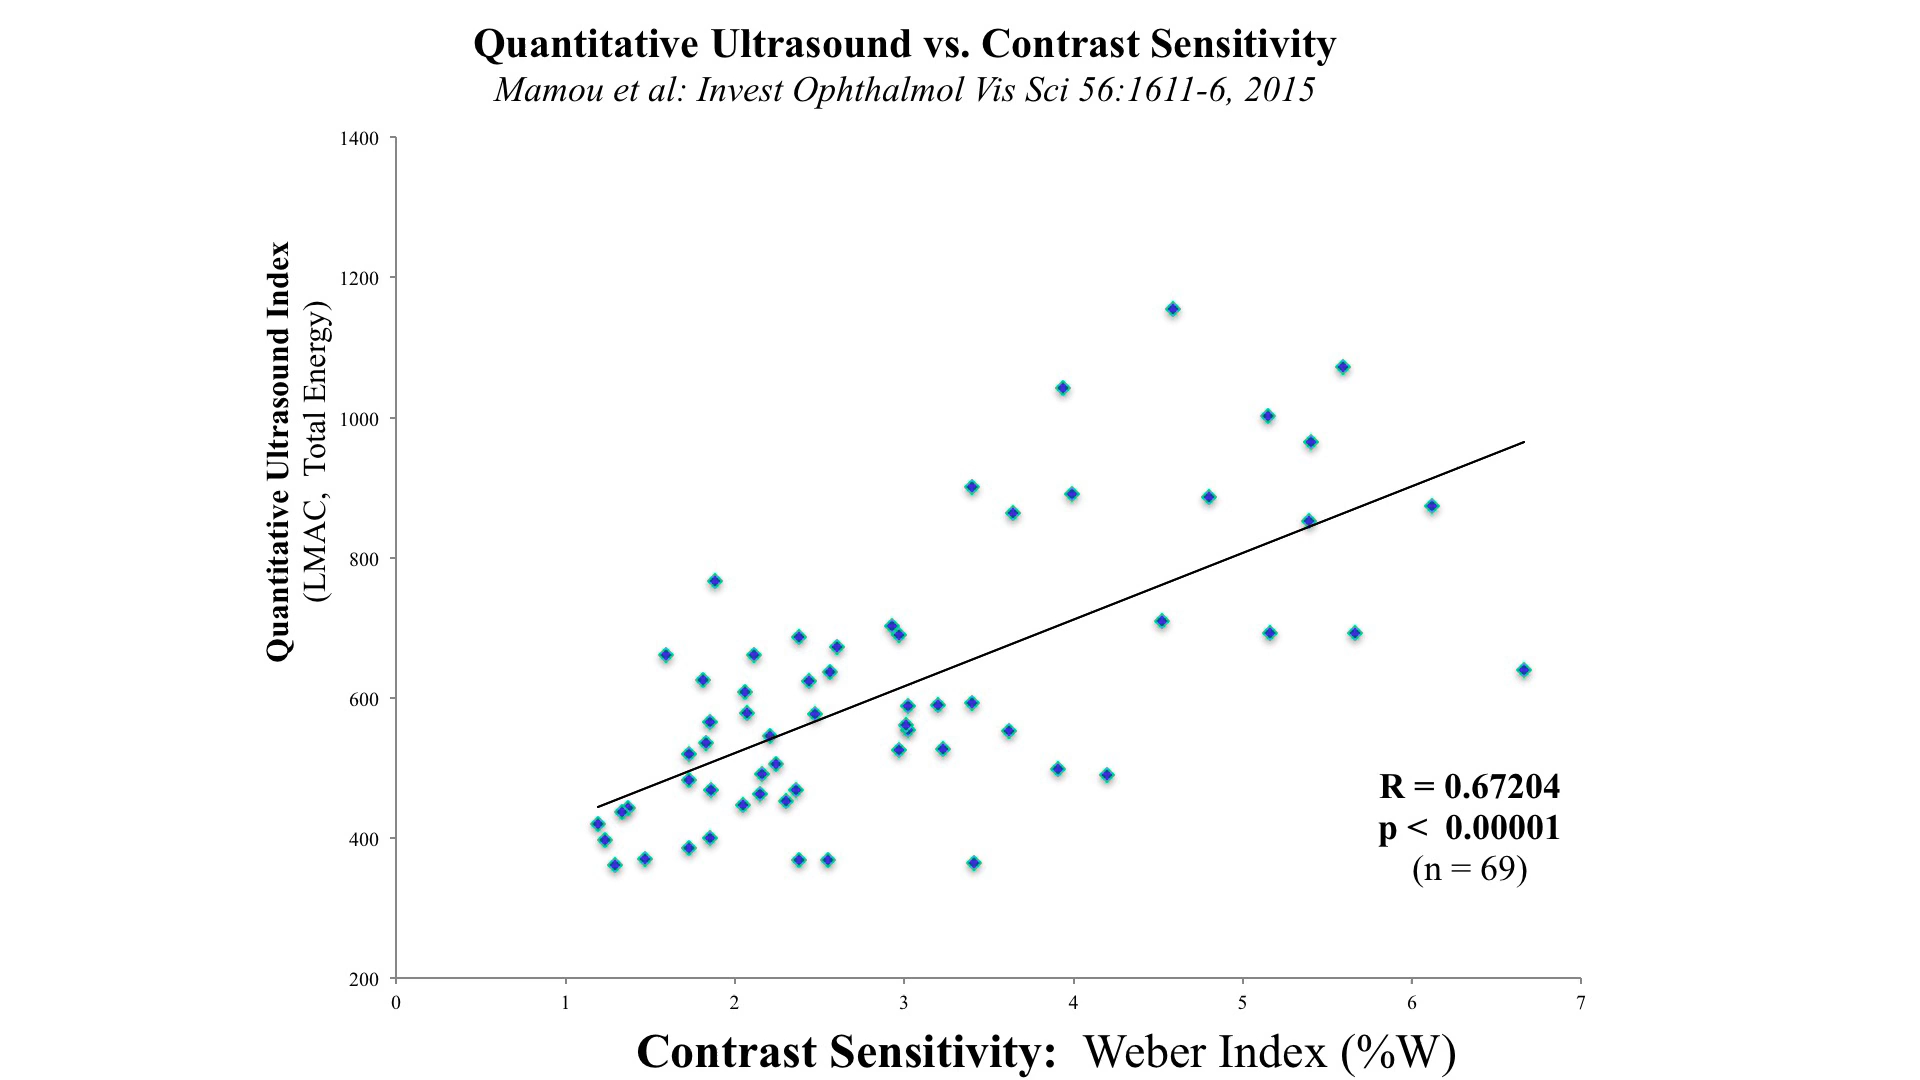 Quantitative Ultrasound vs. Contrast Sensitivity
Mamou et al: Invest Ophthalmol Vis Sci 56:1611-6, 2015
Quantitative Ultrasound Index
(LMAC, Total Energy)
1400
1200
1000
800
600
400
200
R = 0.67204
p < 0.00001
(n = 69)
0 1 2 3 4 5 6 7
Contrast Sensitivity: Weber Index (%W)